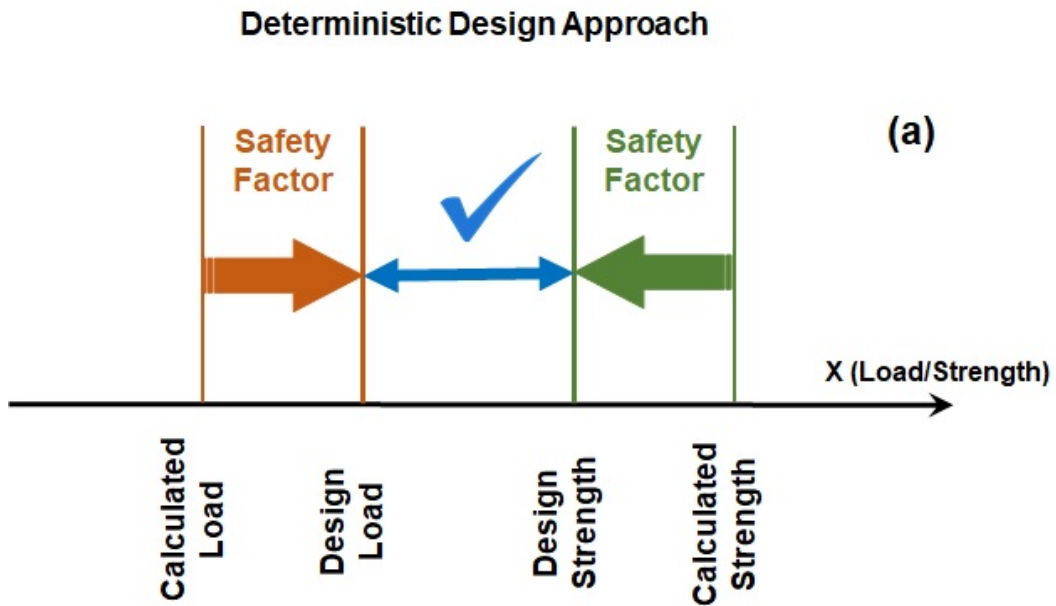 Deterministic Design Approach
(a)
Safety
Factor
Safety
Factor
X (Load/Strength)
Calculated
Load
Design
Load
Design
Strength
Calculated
Strength